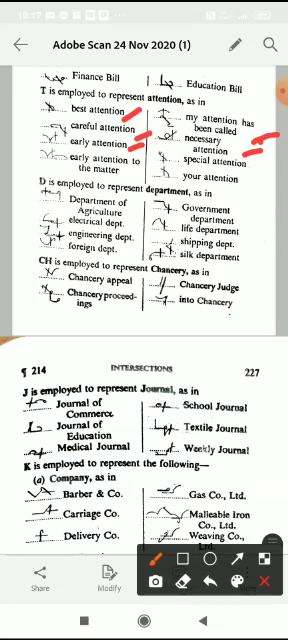 10:17
Adobe Scan 24 Nov 2020 (1)
Finance Bill
Education Bill
T is employed to represent attention, as in
best attention
my attention has
been called
careful attention
necessary
attention
early attention
special attention
early attention to
the matter
your attention
D is employed to represent department, as in
Department of
Agriculture
Government
department
electrical dept.
life department
engineering dept.
shipping dept.
foreign dept.
silk department
CH is employed to represent Chancery, as in
Chancery appeal
Chancery Judge
Chancery proceed-
ings
into Chancery
¶ 214
INTERSECTIONS
227
J is employed to represent Journal, as in
Journal of
Commerce
School Journal
Journal of
Education
Textile Journal
Medical Journal
Weekly Journal
K is employed to represent the following—
(a) Company, as in
Barber & Co.
Gas Co., Ltd.
Carriage Co.
Malleable Iron
Co., Ltd.
Delivery Co.
Weaving Co.,
Ltd.
Share
Modify